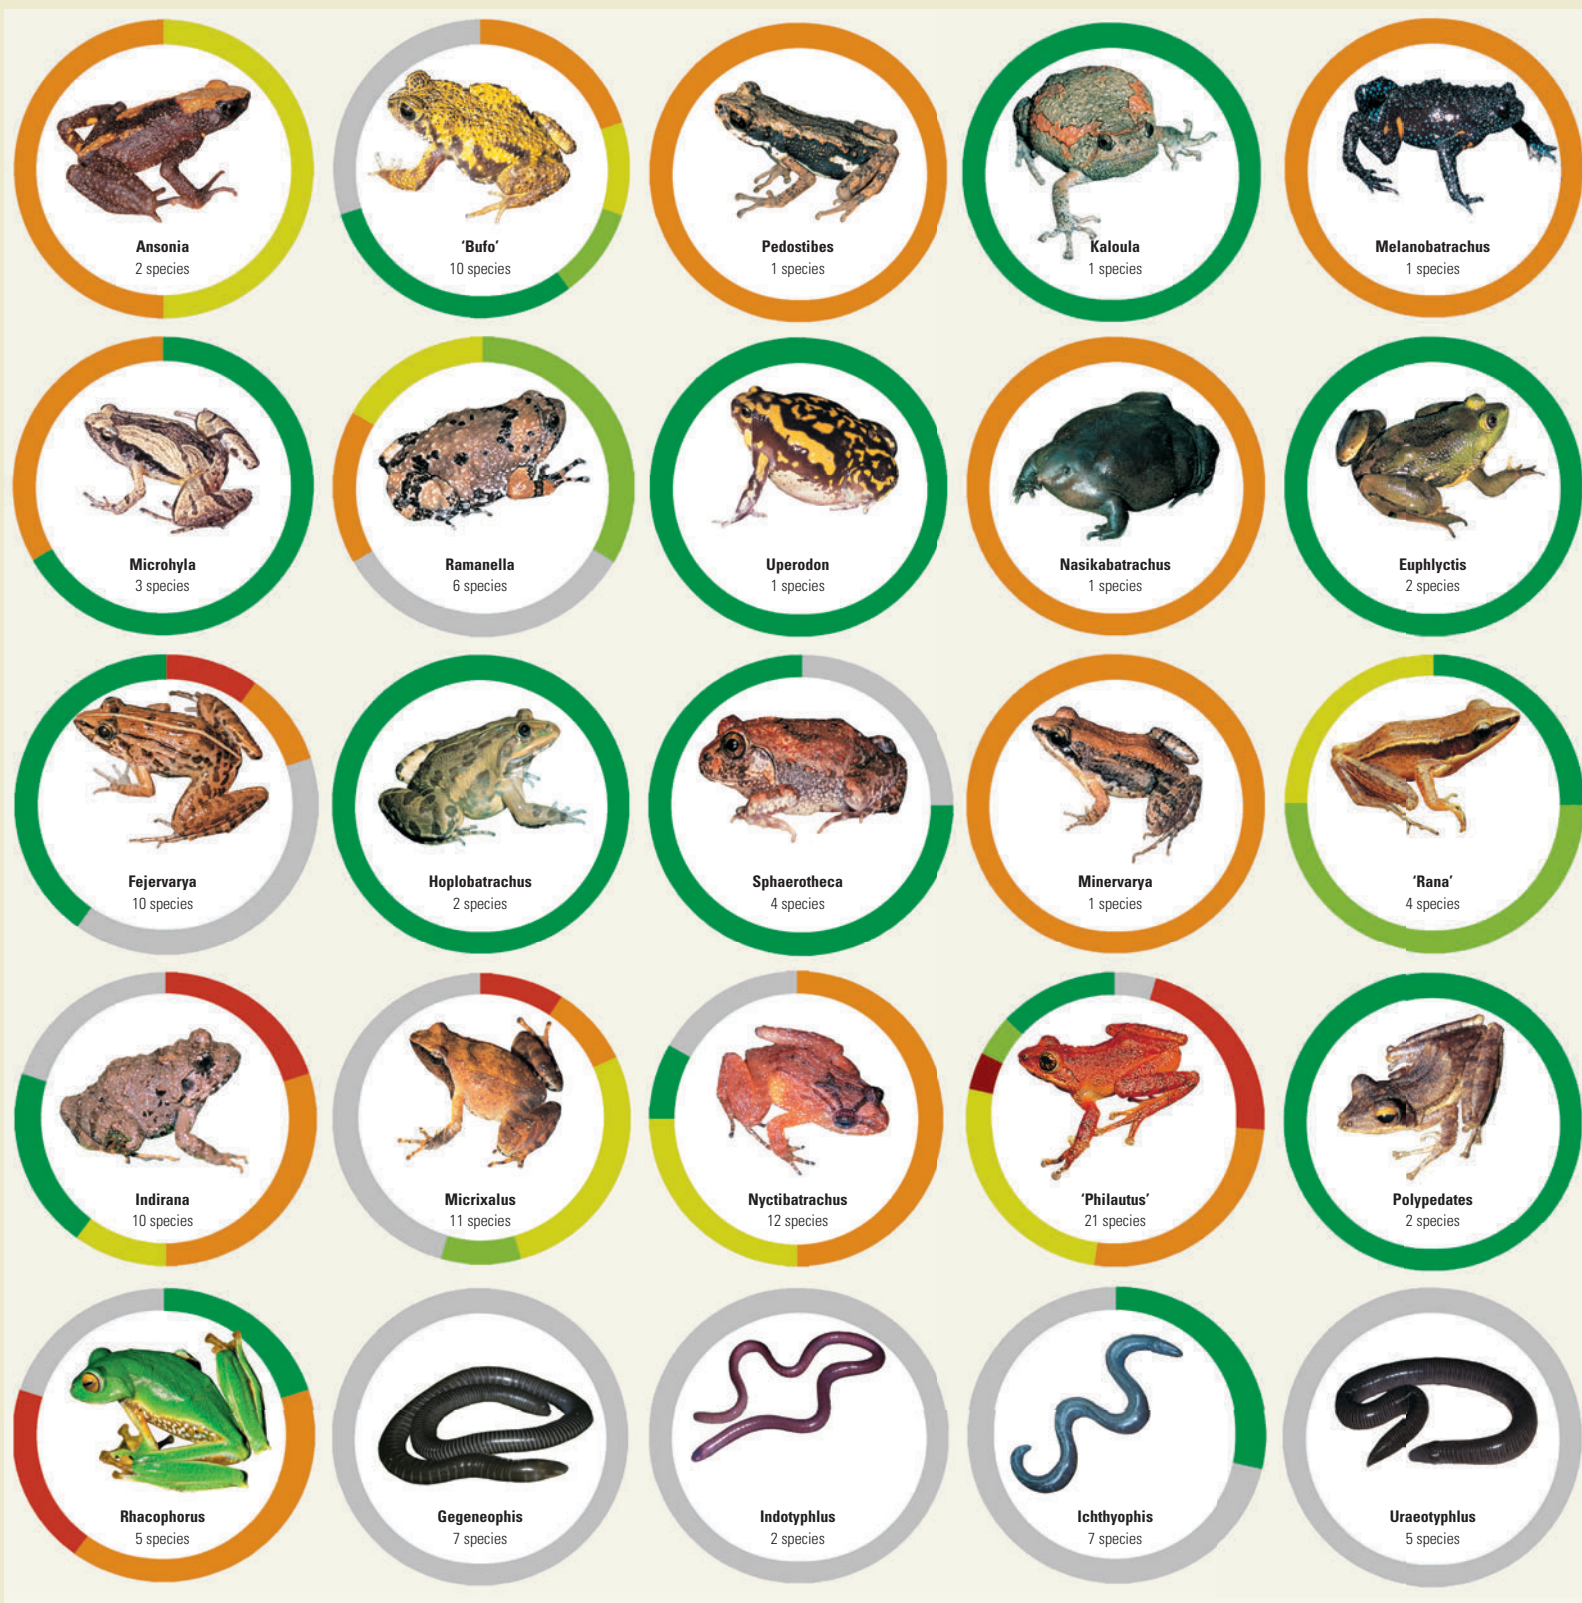 Ansonia
2 species
'Bufo'
10 species
Pedostibes
1 species
Kaloula
1 species
Melanobatrachus
1 species
Microhyla
3 species
Ramanella
6 species
Uperodon
1 species
Nasikabatrachus
1 species
Euphlyctis
2 species
Fejervarya
10 species
Hoplobatrachus
2 species
Sphaerotheca
4 species
Minervarya
1 species
'Rana'
4 species
Indirana
10 species
Micrixalus
11 species
Nyctibatrachus
12 species
'Philautus'
21 species
Polypedates
2 species
Rhacophorus
5 species
Gegeneophis
7 species
Indotyphlus
2 species
Ichthyophis
7 species
Uraeotyphlus
5 species